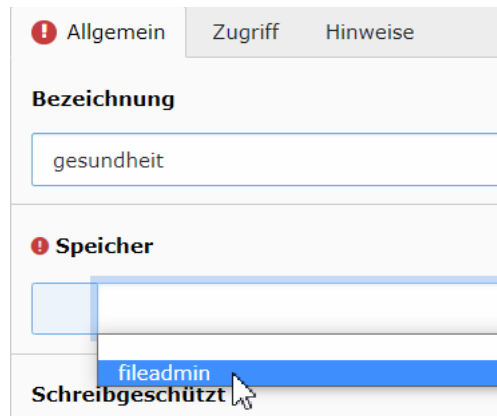 Allgemein Zugriff Hinweise
Bezeichnung
gesundheit
Speicher
fileadmin
Schreibgeschützt